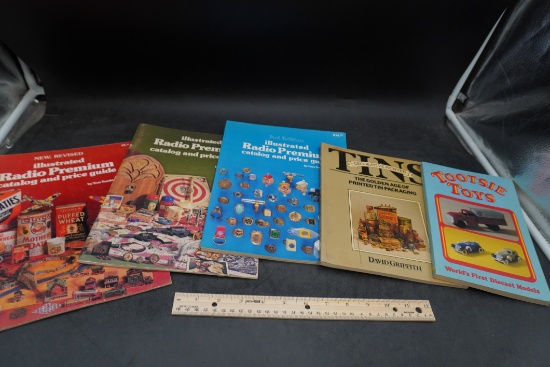 NEW, REVISED
illustrated
Radio Premium
catalog and price guide
PUFFED
WHEAT
MOTHER'S
illustrated
Radio Premium
catalog and price
illustrated
Radio Premium
catalog and price gu
TINS
THE GOLDEN AGE OF
PRINTED TIN PACKAGING
DAVID GRIFFITH
TOOTSIE
TOYS
World's First Diecast Models